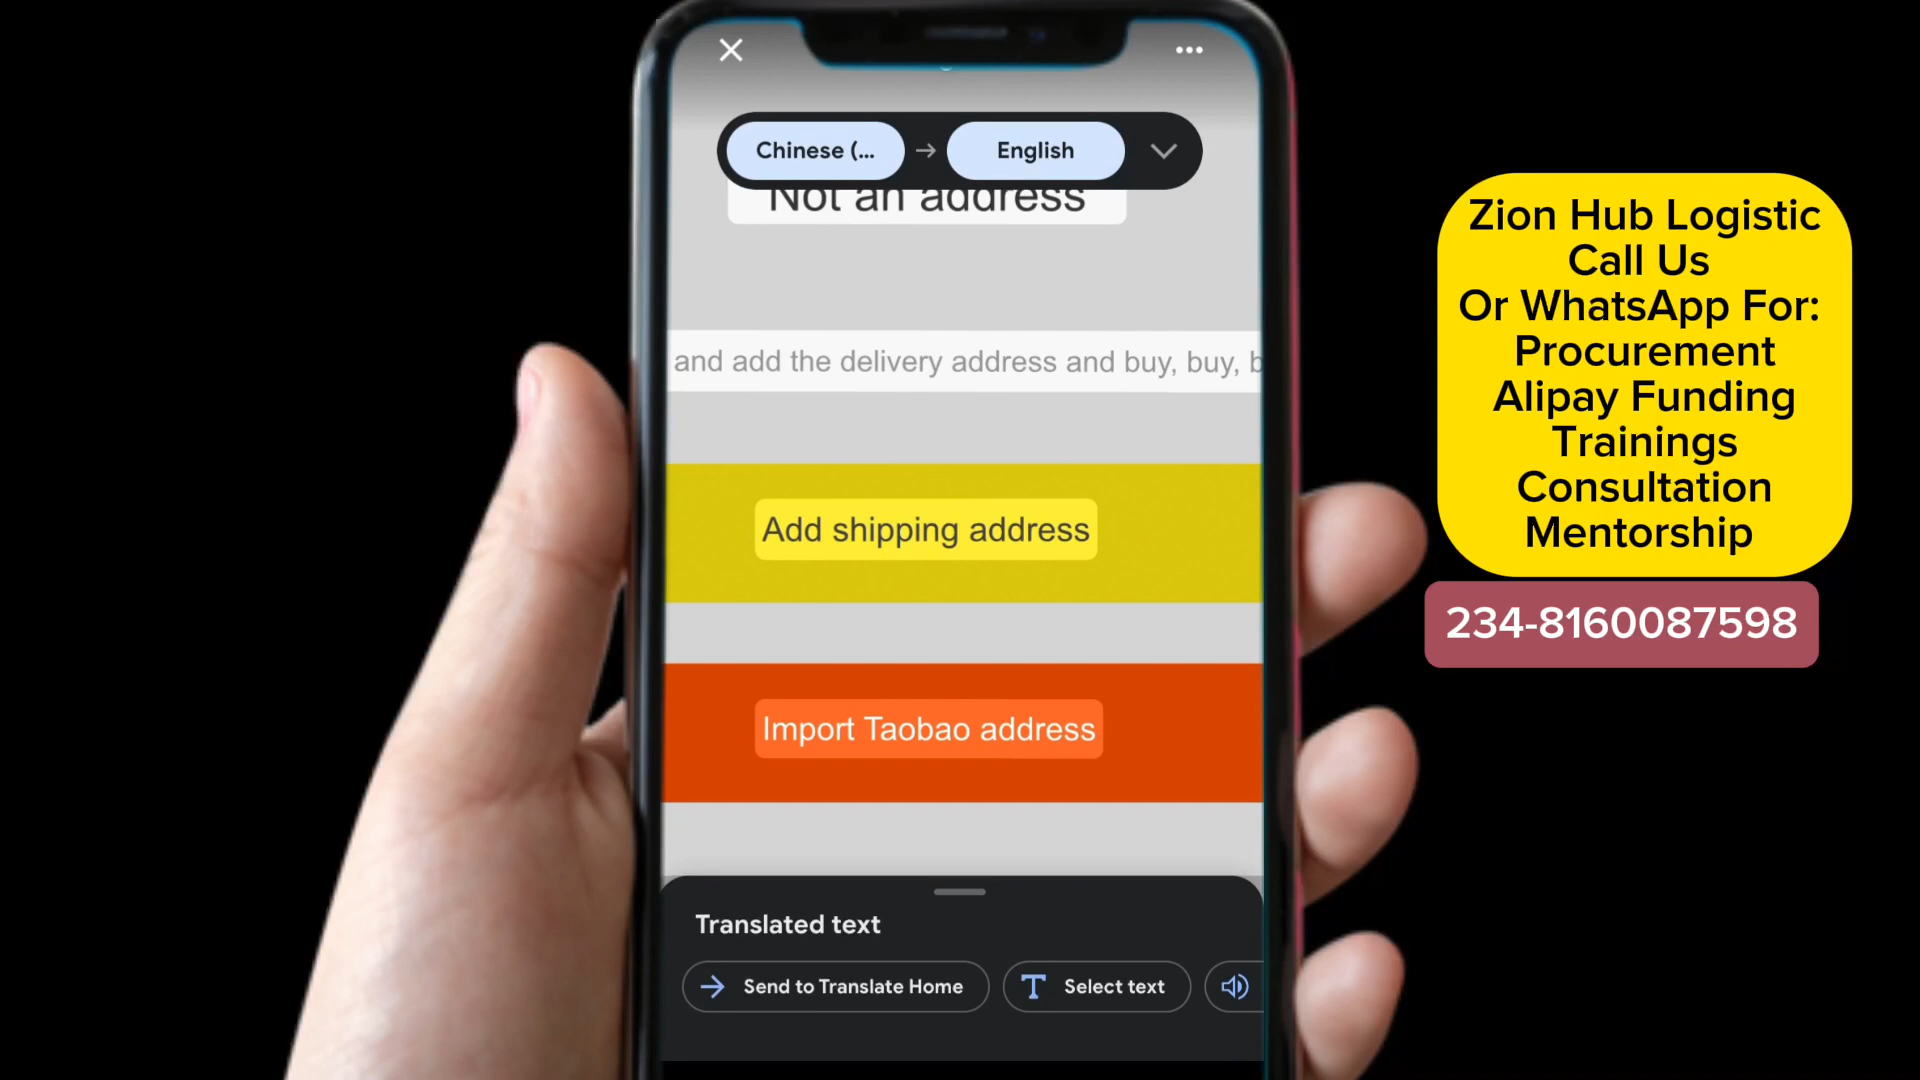 Chinese (...
English
Not an address
and add the delivery address and buy, buy, b
Add shipping address
Import Taobao address
Translated text
Send to Translate Home
Select text
Zion Hub Logistic
Call Us
Or WhatsApp For:
Procurement
Alipay Funding
Trainings
Consultation
Mentorship
234-8160087598